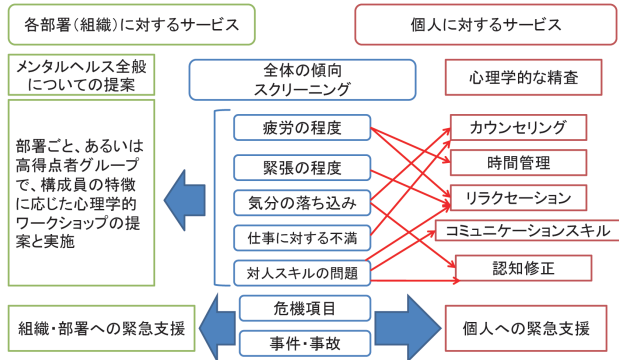 各部署(組織)に対するサービス
個人に対するサービス
メンタルヘルス全般
についての提案
全体の傾向
スクリーニング
心理学的な精査
部署ごと、あるいは
高得点者グループ
で、構成員の特徴
に応じた心理学的
ワークショップの提
案と実施
疲労の程度
緊張の程度
気分の落ち込み
仕事に対する不満
対人スキルの問題
カウンセリング
時間管理
リラクセーション
コミュニケーションスキル
認知修正
組織・部署への緊急支援
危機項目
事件・事故
個人への緊急支援